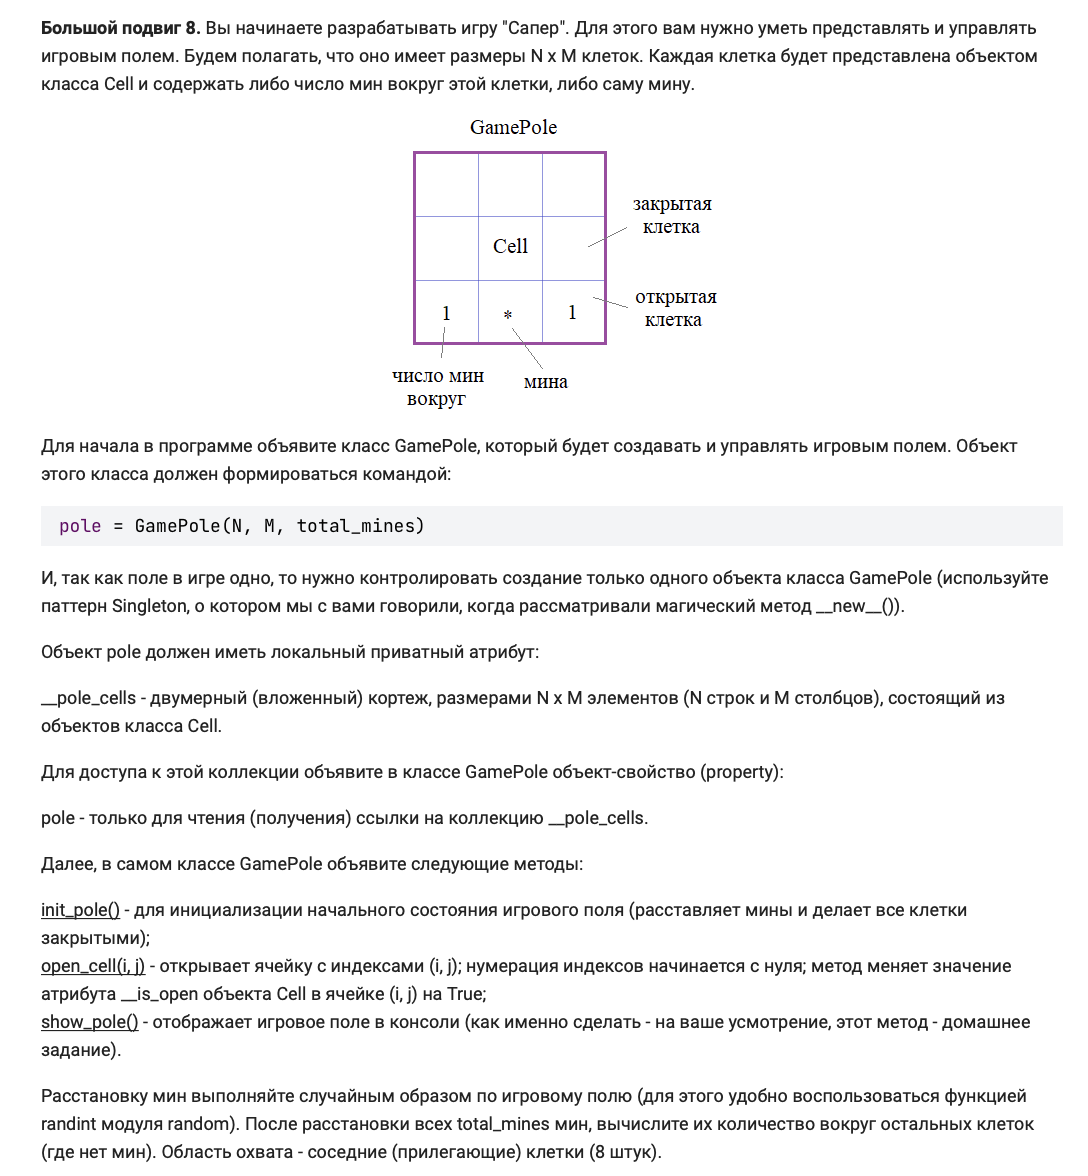 Большой подвиг 8. Вы начинаете разрабатывать игру "Сапер". Для этого вам нужно уметь представлять и управлять
игровым полем. Будем полагать, что оно имеет размеры N x M клеток. Каждая клетка будет представлена объектом
класса Cell и содержать либо число мин вокруг этой клетки, либо саму мину.
GamePole
закрытая
клетка
Cell
открытая
клетка
1
*
1
число мин
вокруг
мина
Для начала в программе объявите класс GamePole, который будет создавать и управлять игровым полем. Объект
этого класса должен формироваться командой:
pole = GamePole(N, M, total_mines)
И, так как поле в игре одно, то нужно контролировать создание только одного объекта класса GamePole (используйте
паттерн Singleton, о котором мы с вами говорили, когда рассматривали магический метод __new__()).
Объект pole должен иметь локальный приватный атрибут:
__pole_cells - двумерный (вложенный) кортеж, размерами N x M элементов (N строк и M столбцов), состоящий из
объектов класса Cell.
Для доступа к этой коллекции объявите в классе GamePole объект-свойство (property):
pole - только для чтения (получения) ссылки на коллекцию __pole_cells.
Далее, в самом классе GamePole объявите следующие методы:
init_pole() - для инициализации начального состояния игрового поля (расставляет мины и делает все клетки
закрытыми);
open_cell(i, j) - открывает ячейку с индексами (i, j); нумерация индексов начинается с нуля; метод меняет значение
атрибута __is_open объекта Cell в ячейке (i, j) на True;
show_pole() - отображает игровое поле в консоли (как именно сделать - на ваше усмотрение, этот метод - домашнее
задание).
Расстановку мин выполняйте случайным образом по игровому полю (для этого удобно воспользоваться функцией
randint модуля random). После расстановки всех total_mines мин, вычислите их количество вокруг остальных клеток
(где нет мин). Область охвата - соседние (прилегающие) клетки (8 штук).